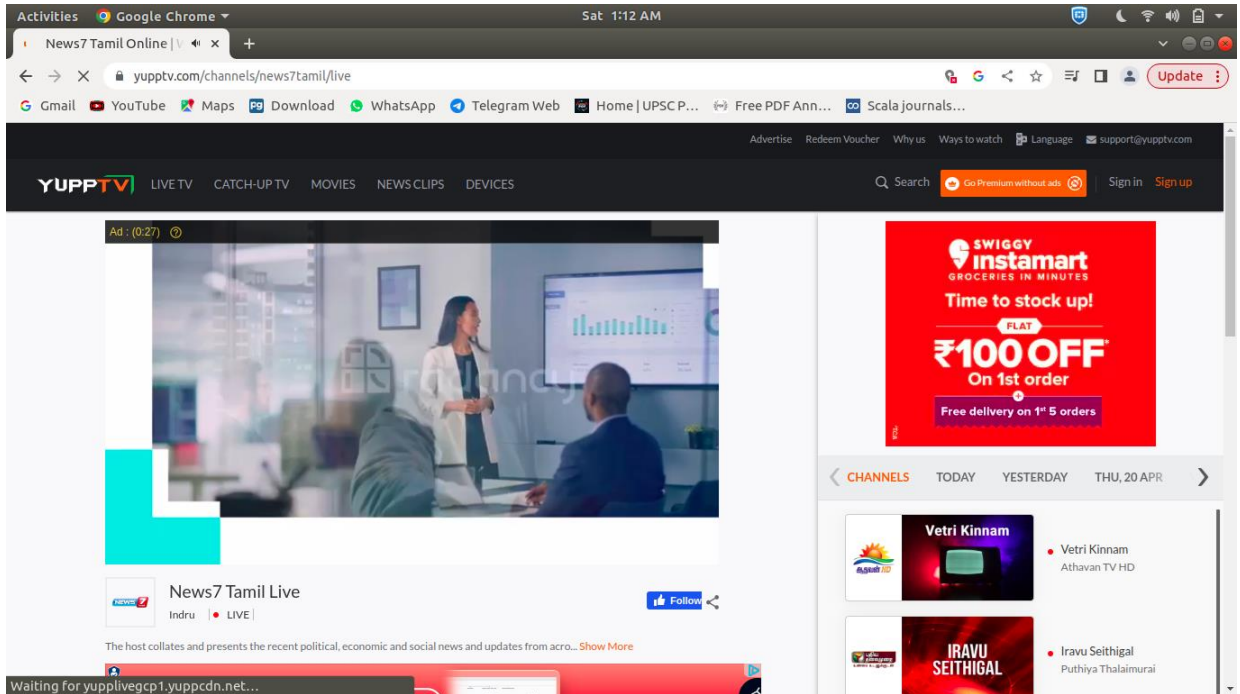 Activities Google Chrome Sat 1:12 AM
News7 Tamil Online | V
yupptv.com/channels/news7tamil/live Update
Gmail YouTube Maps Download WhatsApp Telegram Web Home | UPSC P... Free PDF Ann... Scala journals...
Advertise Redeem Voucher Why us Ways to watch Language support@yupptv.com
YUPPTV LIVE TV CATCH-UP TV MOVIES NEWS CLIPS DEVICES Search Go Premium without ads Sign in Sign up
Ad : (0:27)
radancy
SWIGGY
instamart
GROCERIES IN MINUTES
Time to stock up!
FLAT
₹100 OFF*
On 1st order
+
Free delivery on 1st 5 orders
*T&C
CHANNELS TODAY YESTERDAY THU, 20 APR
Vetri Kinnam
ஆதவன் HD
Vetri Kinnam
Athavan TV HD
NEWS 7
News7 Tamil Live
Indru | LIVE |
Follow
The host collates and presents the recent political, economic and social news and updates from acro... Show More
புதிய தலைமுறை
IRAVU
SEITHIGAL
Iravu Seithigal
Puthiya Thalaimurai
Waiting for yupplivegcp1.yuppcdn.net...